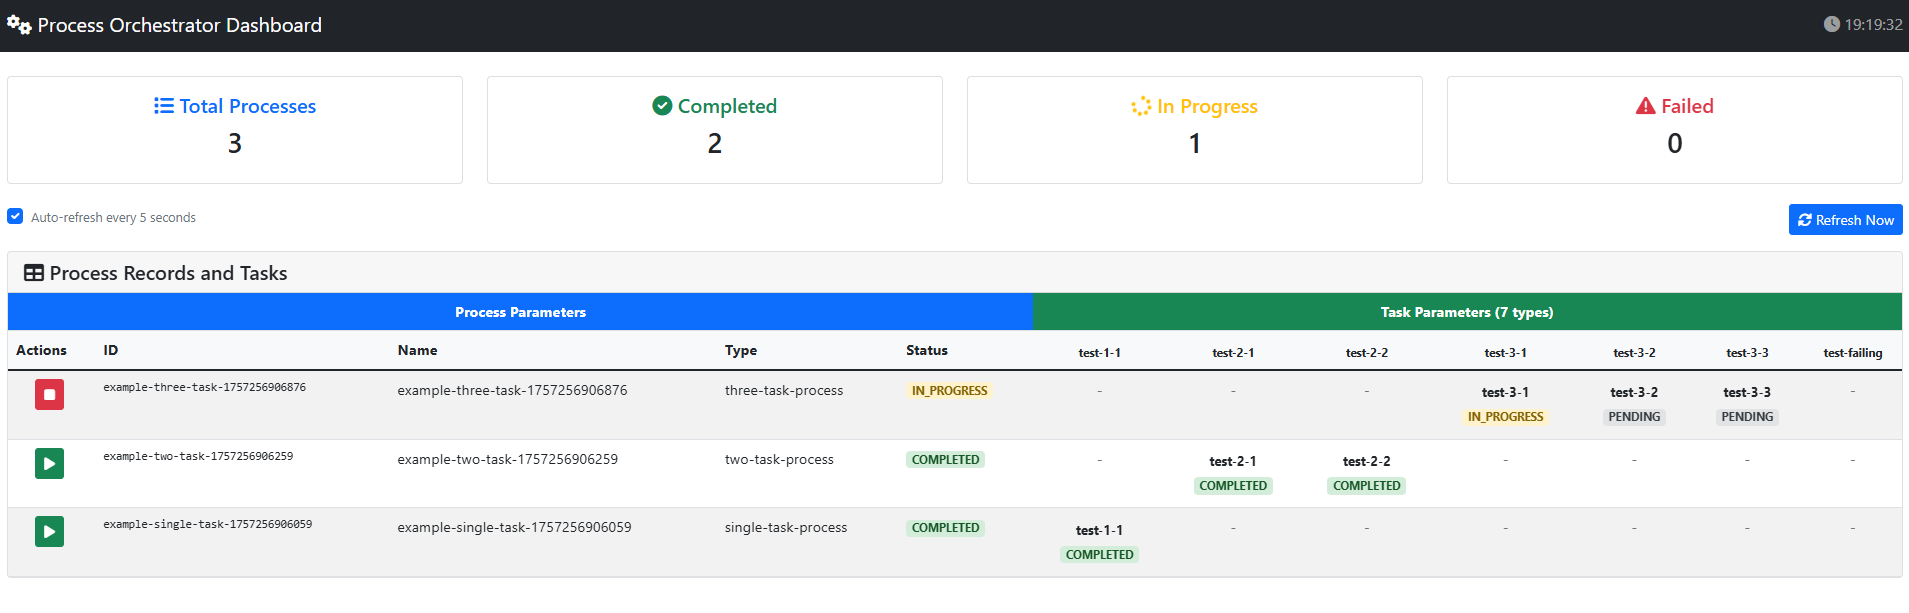 Process Orchestrator Dashboard 19:19:32
Total Processes Completed In Progress Failed
3 2 1 0
Auto-refresh every 5 seconds Refresh Now
Process Records and Tasks
Process Parameters Task Parameters (7 types)
Actions ID Name Type Status test-1-1 test-2-1 test-2-2 test-3-1 test-3-2 test-3-3 test-failing
example-three-task-1757256906876 example-three-task-1757256906876 three-task-process IN_PROGRESS - - - test-3-1 test-3-2 test-3-3 -
IN_PROGRESS PENDING PENDING
example-two-task-1757256906259 example-two-task-1757256906259 two-task-process COMPLETED - test-2-1 test-2-2 - - - -
COMPLETED COMPLETED
example-single-task-1757256906059 example-single-task-1757256906059 single-task-process COMPLETED test-1-1 - - - - - -
COMPLETED